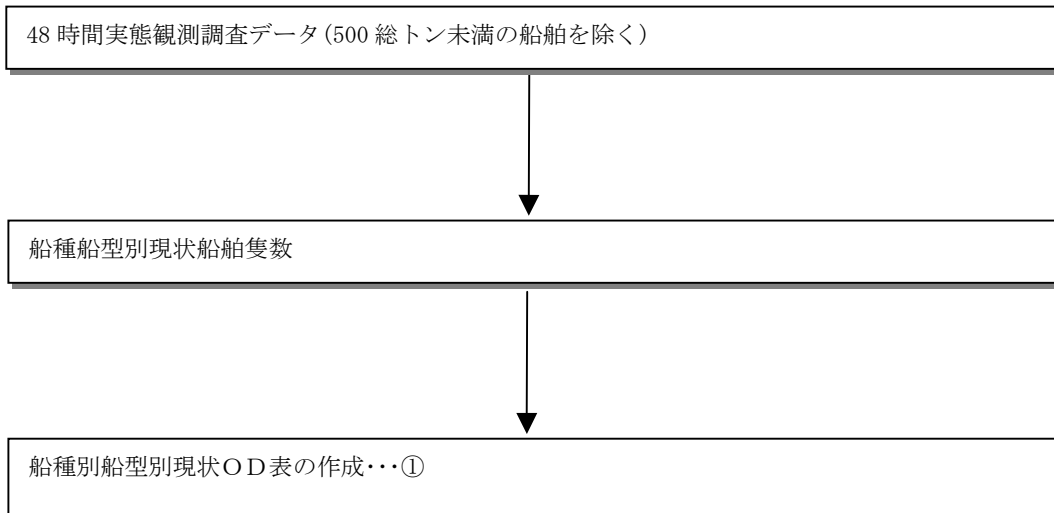 48 時間実態観測調査データ(500 総トン未満の船舶を除く)
船種船型別現状船舶隻数
船種別船型別現状ＯＤ表の作成･･･①